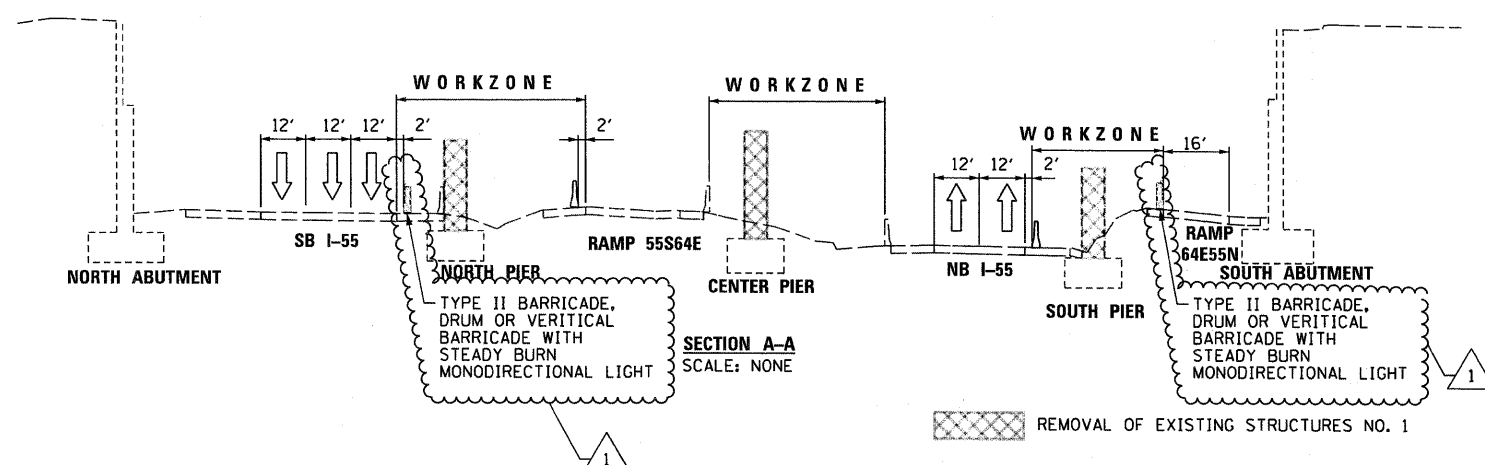 WORKZONE
WORKZONE
WORKZONE
12' 12' 12' 2'
2'
12' 12' 2'
16'
SB I-55
RAMP 55S64E
NB I-55
RAMP
64E55N
NORTH ABUTMENT
NORTH PIER
CENTER PIER
SOUTH PIER
SOUTH ABUTMENT
TYPE II BARRICADE,
DRUM OR VERITICAL
BARRICADE WITH
STEADY BURN
MONODIRECTIONAL LIGHT
SECTION A-A
SCALE: NONE
TYPE II BARRICADE,
DRUM OR VERITICAL
BARRICADE WITH
STEADY BURN
MONODIRECTIONAL LIGHT
1
1
REMOVAL OF EXISTING STRUCTURES NO. 1